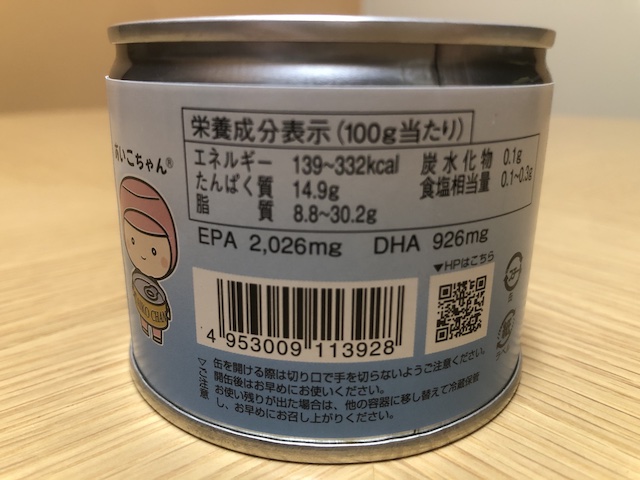 あいこちゃん®
栄養成分表示(100g当たり)
エネルギー 139~332kcal
たんぱく質 14.9g
脂質 8.8~30.2g
炭水化物 0.1g
食塩相当量 0.1~0.3g
EPA 2,026mg DHA 926mg
▼HPはこちら
4 953009 113928
▽ご注意
缶を開ける際は切り口で手を切らないようご注意ください。
開缶後はお早めにお使いください。
お使い残りが出た場合は、他の容器に移し替えて冷蔵保管
し、お早めにお召し上がりください。